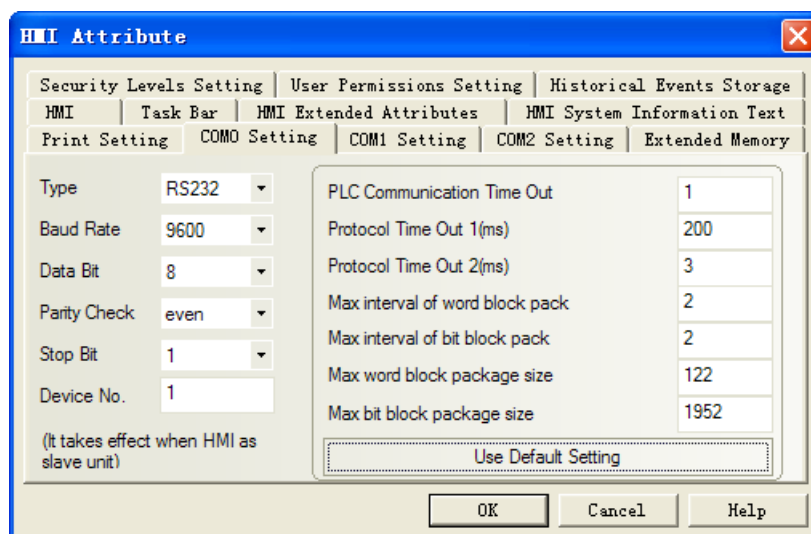 HMI Attribute
Security Levels Setting User Permissions Setting Historical Events Storage
HMI Task Bar HMI Extended Attributes HMI System Information Text
Print Setting COM0 Setting COM1 Setting COM2 Setting Extended Memory
Type RS232
Baud Rate 9600
Data Bit 8
Parity Check even
Stop Bit 1
Device No. 1
(It takes effect when HMI as
slave unit)
PLC Communication Time Out 1
Protocol Time Out 1(ms) 200
Protocol Time Out 2(ms) 3
Max interval of word block pack 2
Max interval of bit block pack 2
Max word block package size 122
Max bit block package size 1952
Use Default Setting
OK Cancel Help